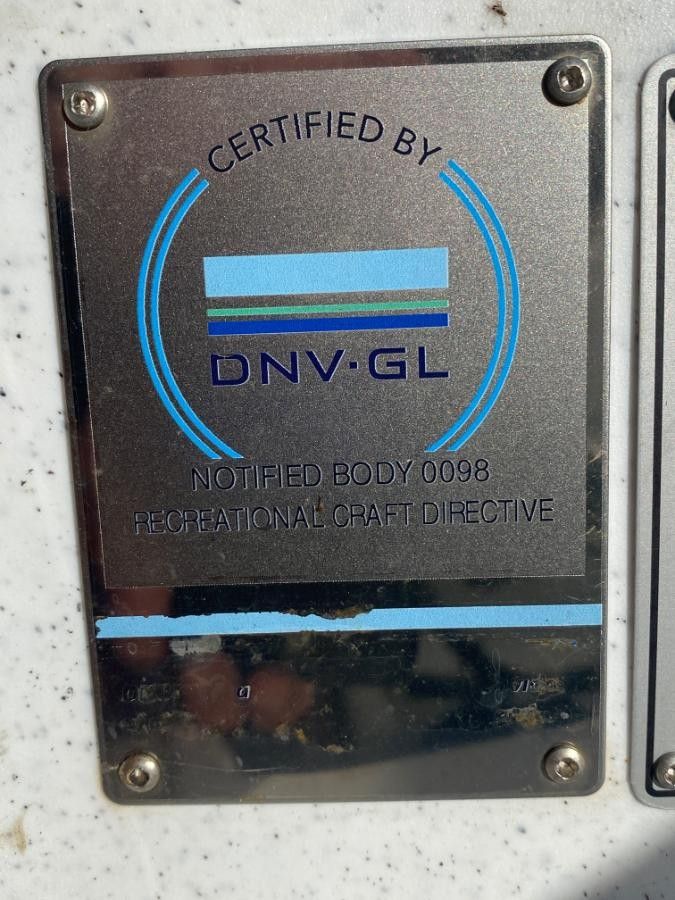 CERTIFIED BY
DNV·GL
NOTIFIED BODY 0098
RECREATIONAL CRAFT DIRECTIVE